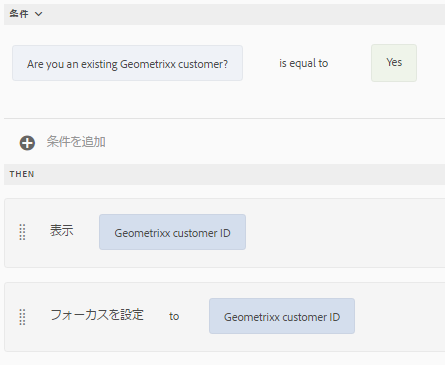 条件
Are you an existing Geometrixx customer? is equal to Yes
条件を追加
THEN
表示 Geometrixx customer ID
フォーカスを設定 to Geometrixx customer ID